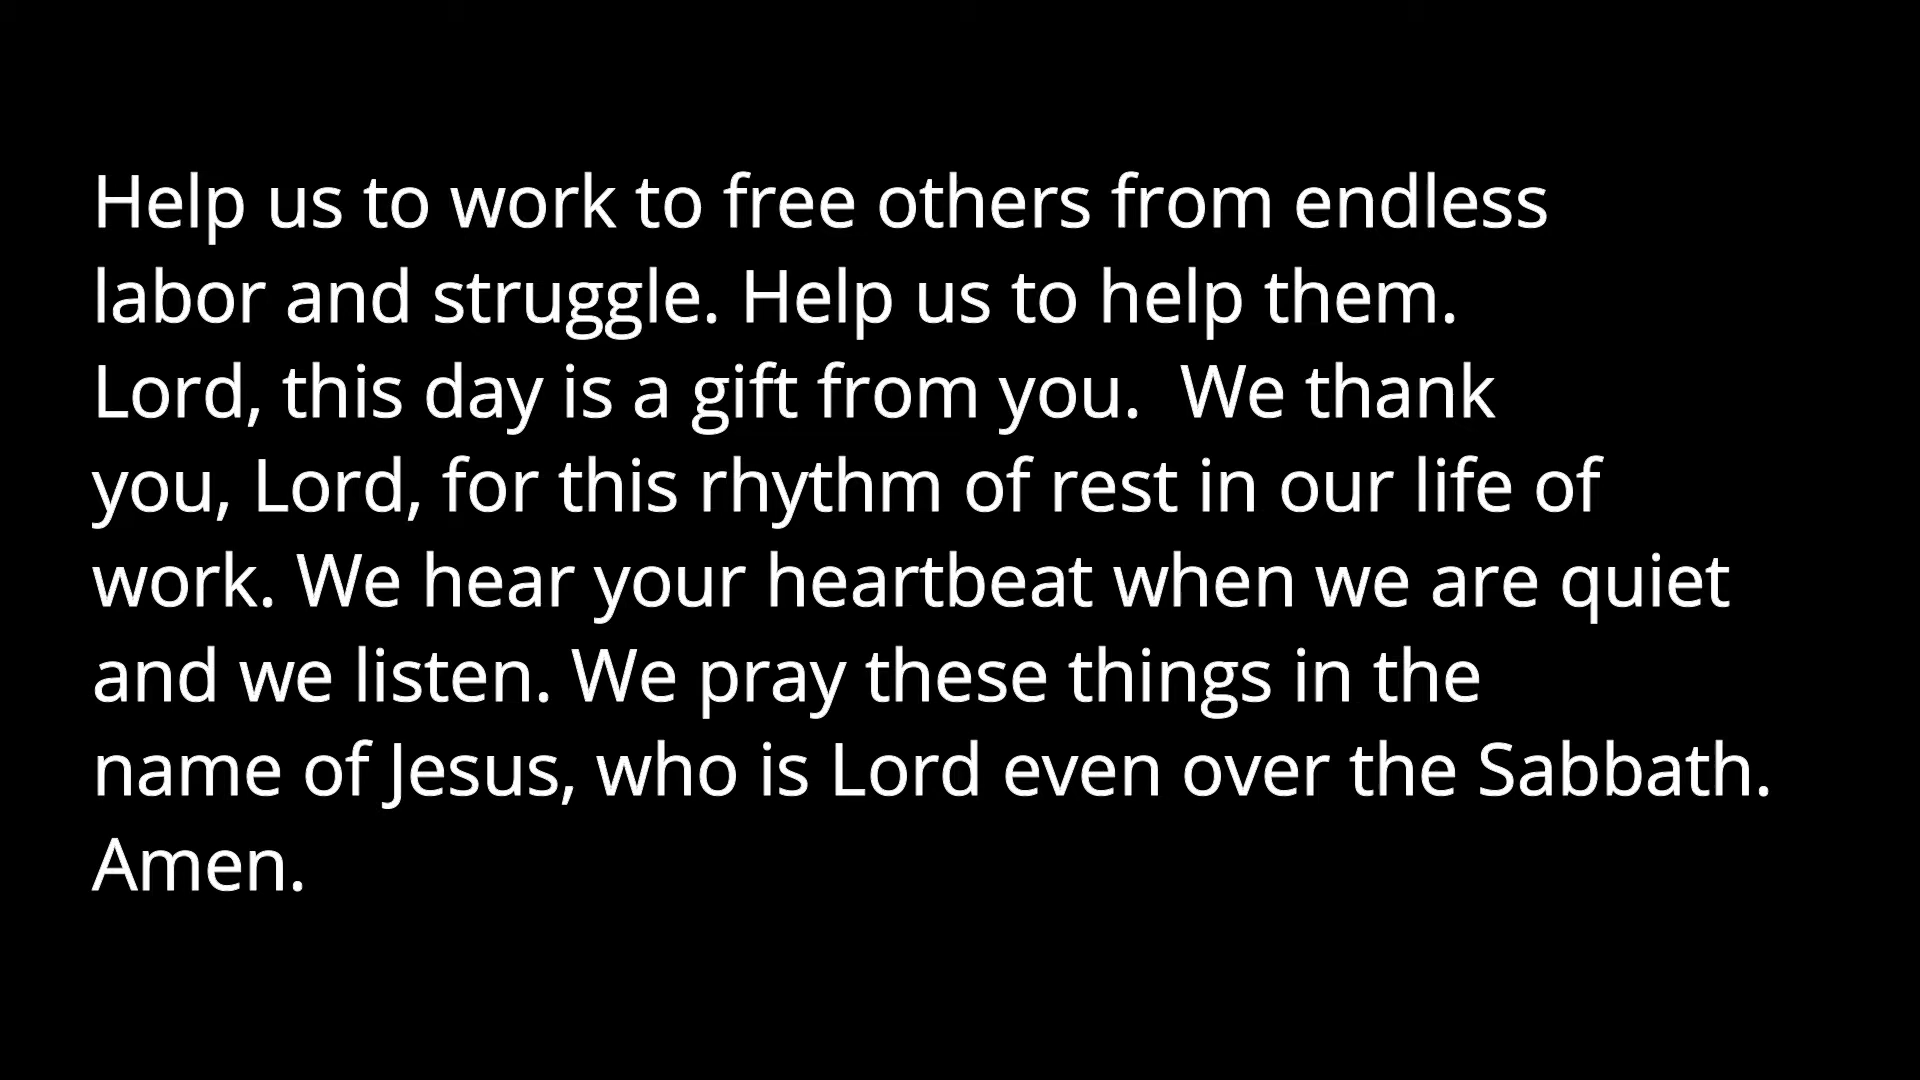 Help us to work to free others from endless
labor and struggle. Help us to help them.
Lord, this day is a gift from you.  We thank
you, Lord, for this rhythm of rest in our life of
work. We hear your heartbeat when we are quiet
and we listen. We pray these things in the
name of Jesus, who is Lord even over the Sabbath.
Amen.